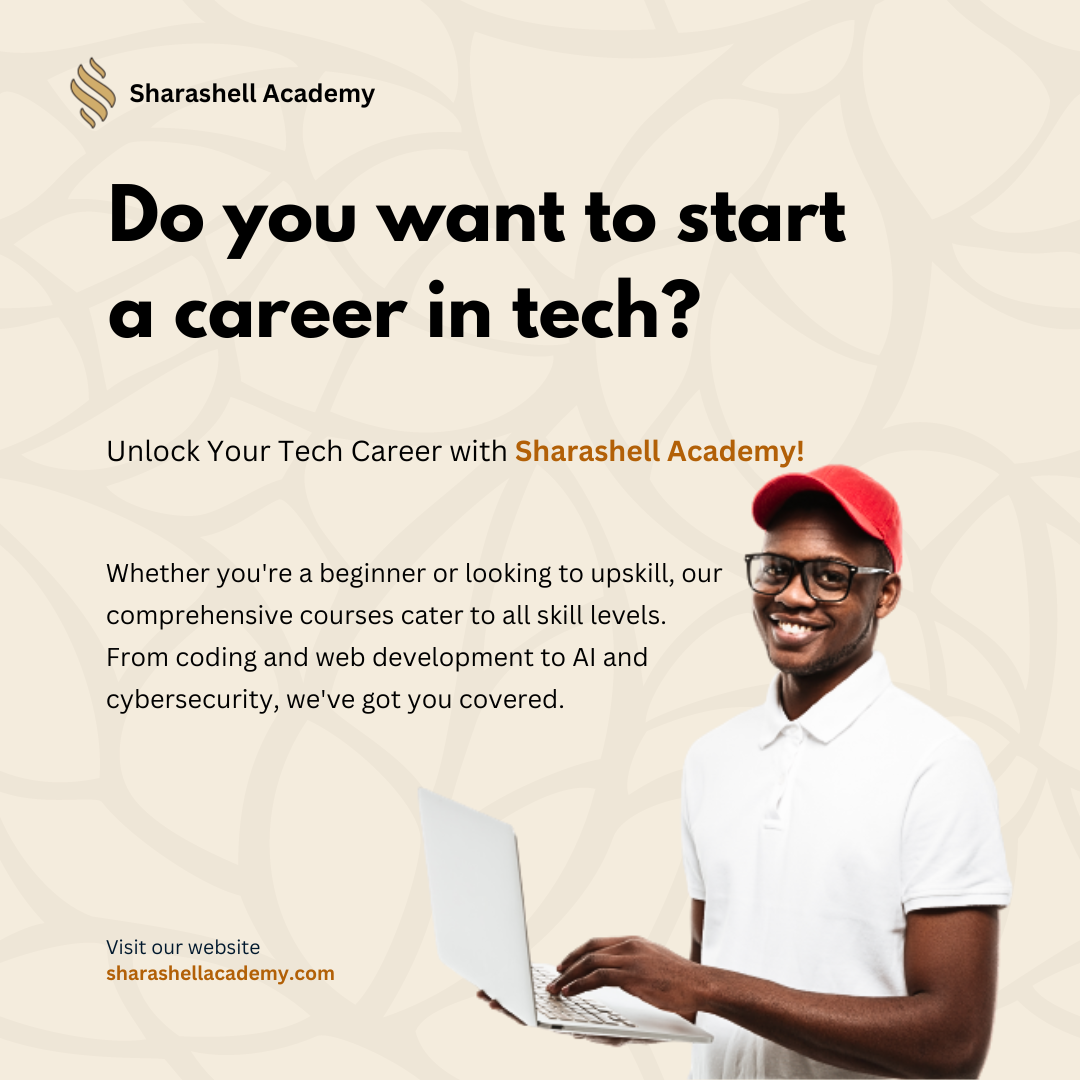 Sharashell Academy
Do you want to start
a career in tech?
Unlock Your Tech Career with Sharashell Academy!
Whether you're a beginner or looking to upskill, our
comprehensive courses cater to all skill levels.
From coding and web development to AI and
cybersecurity, we've got you covered.
Visit our website
sharashellacademy.com